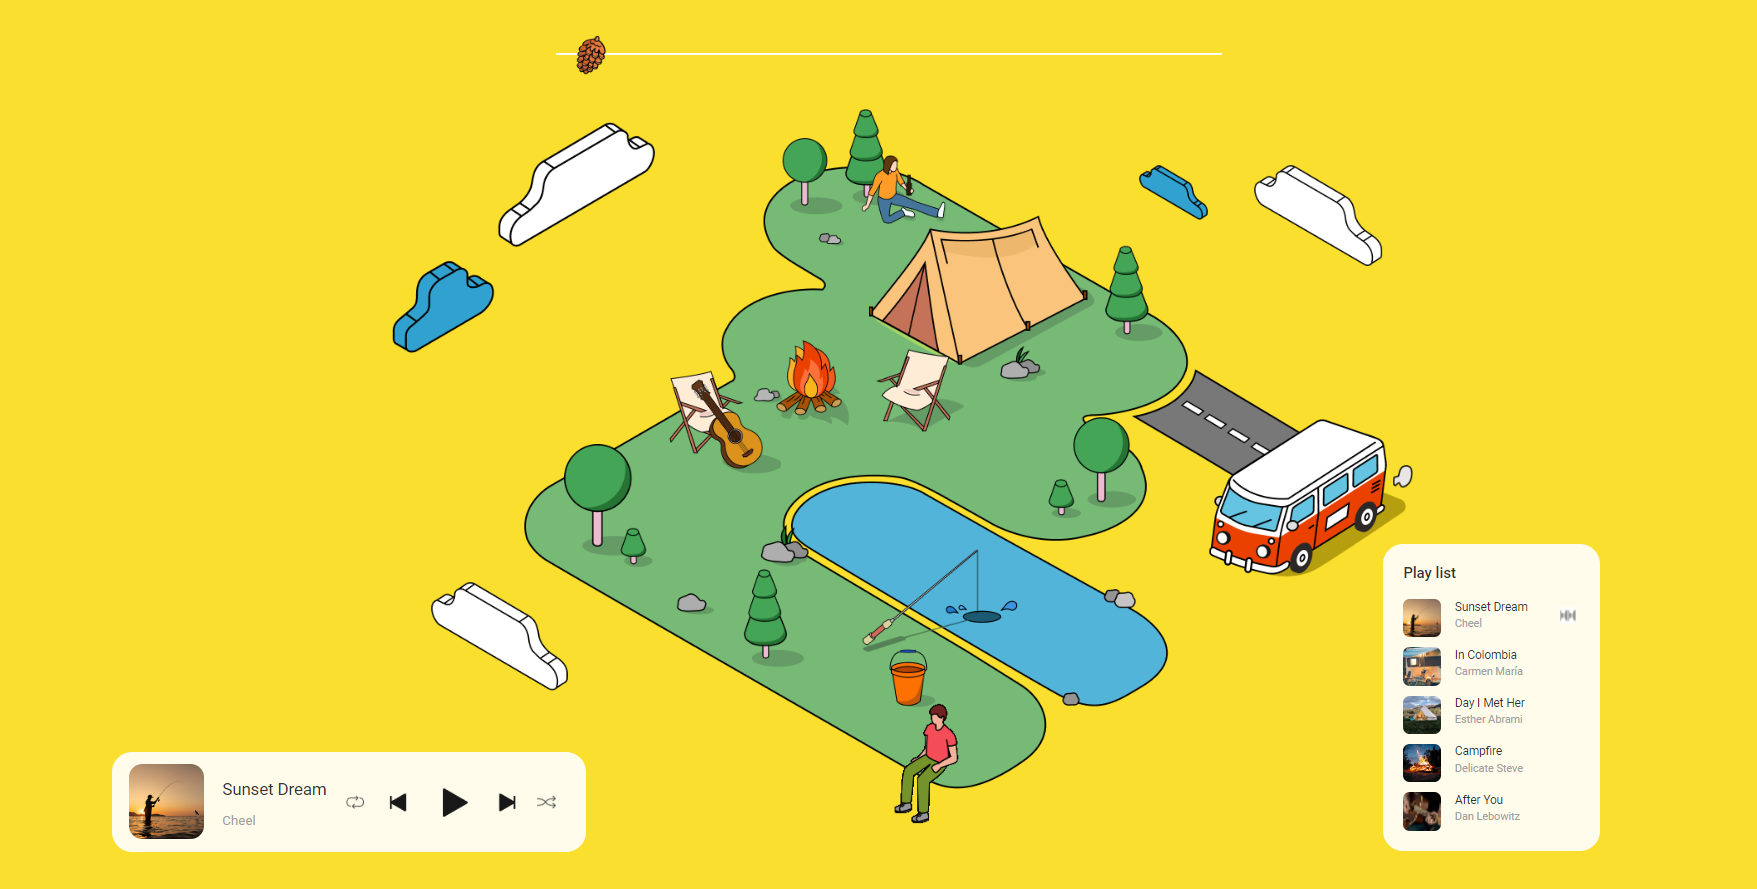 Play list
Sunset Dream
Cheel
In Colombia
Carmen María
Day I Met Her
Esther Abrami
Campfire
Delicate Steve
After You
Dan Lebowitz
Sunset Dream
Cheel